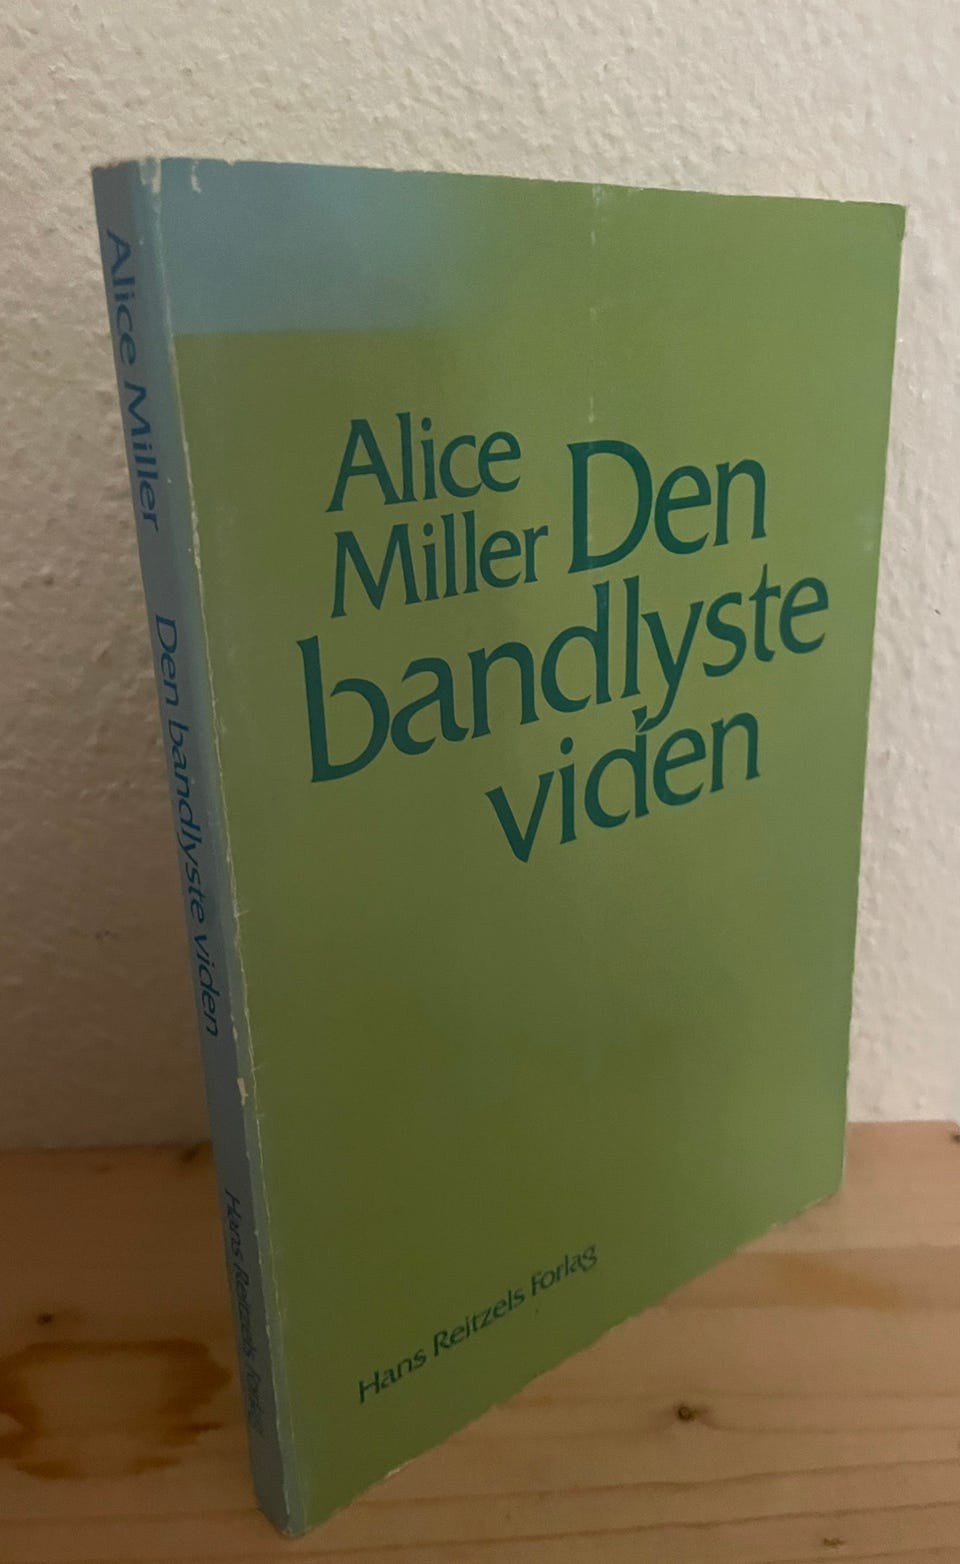 Alice Miller Den bandlyste viden Hans Reitzels Forlag
Alice
Miller Den
bandlyste
viden
Hans Reitzels Forlag